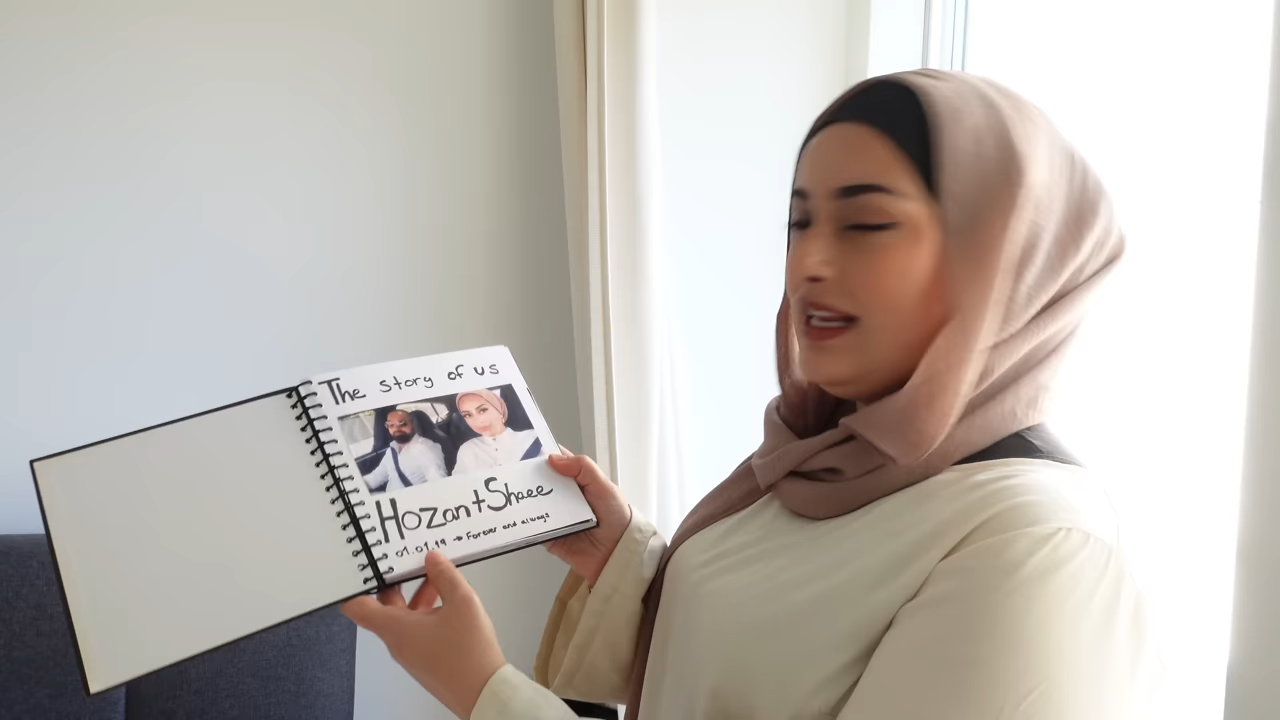 The story of us
Hozan + Shaee
01.01.19 → Forever and always